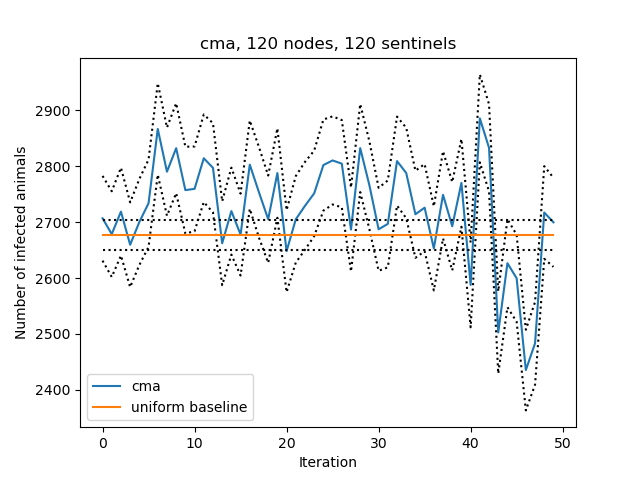 cma, 120 nodes, 120 sentinels
Number of infected animals
2900
2800
2700
2600
2500
2400
cma
uniform baseline
0 10 20 30 40 50
Iteration